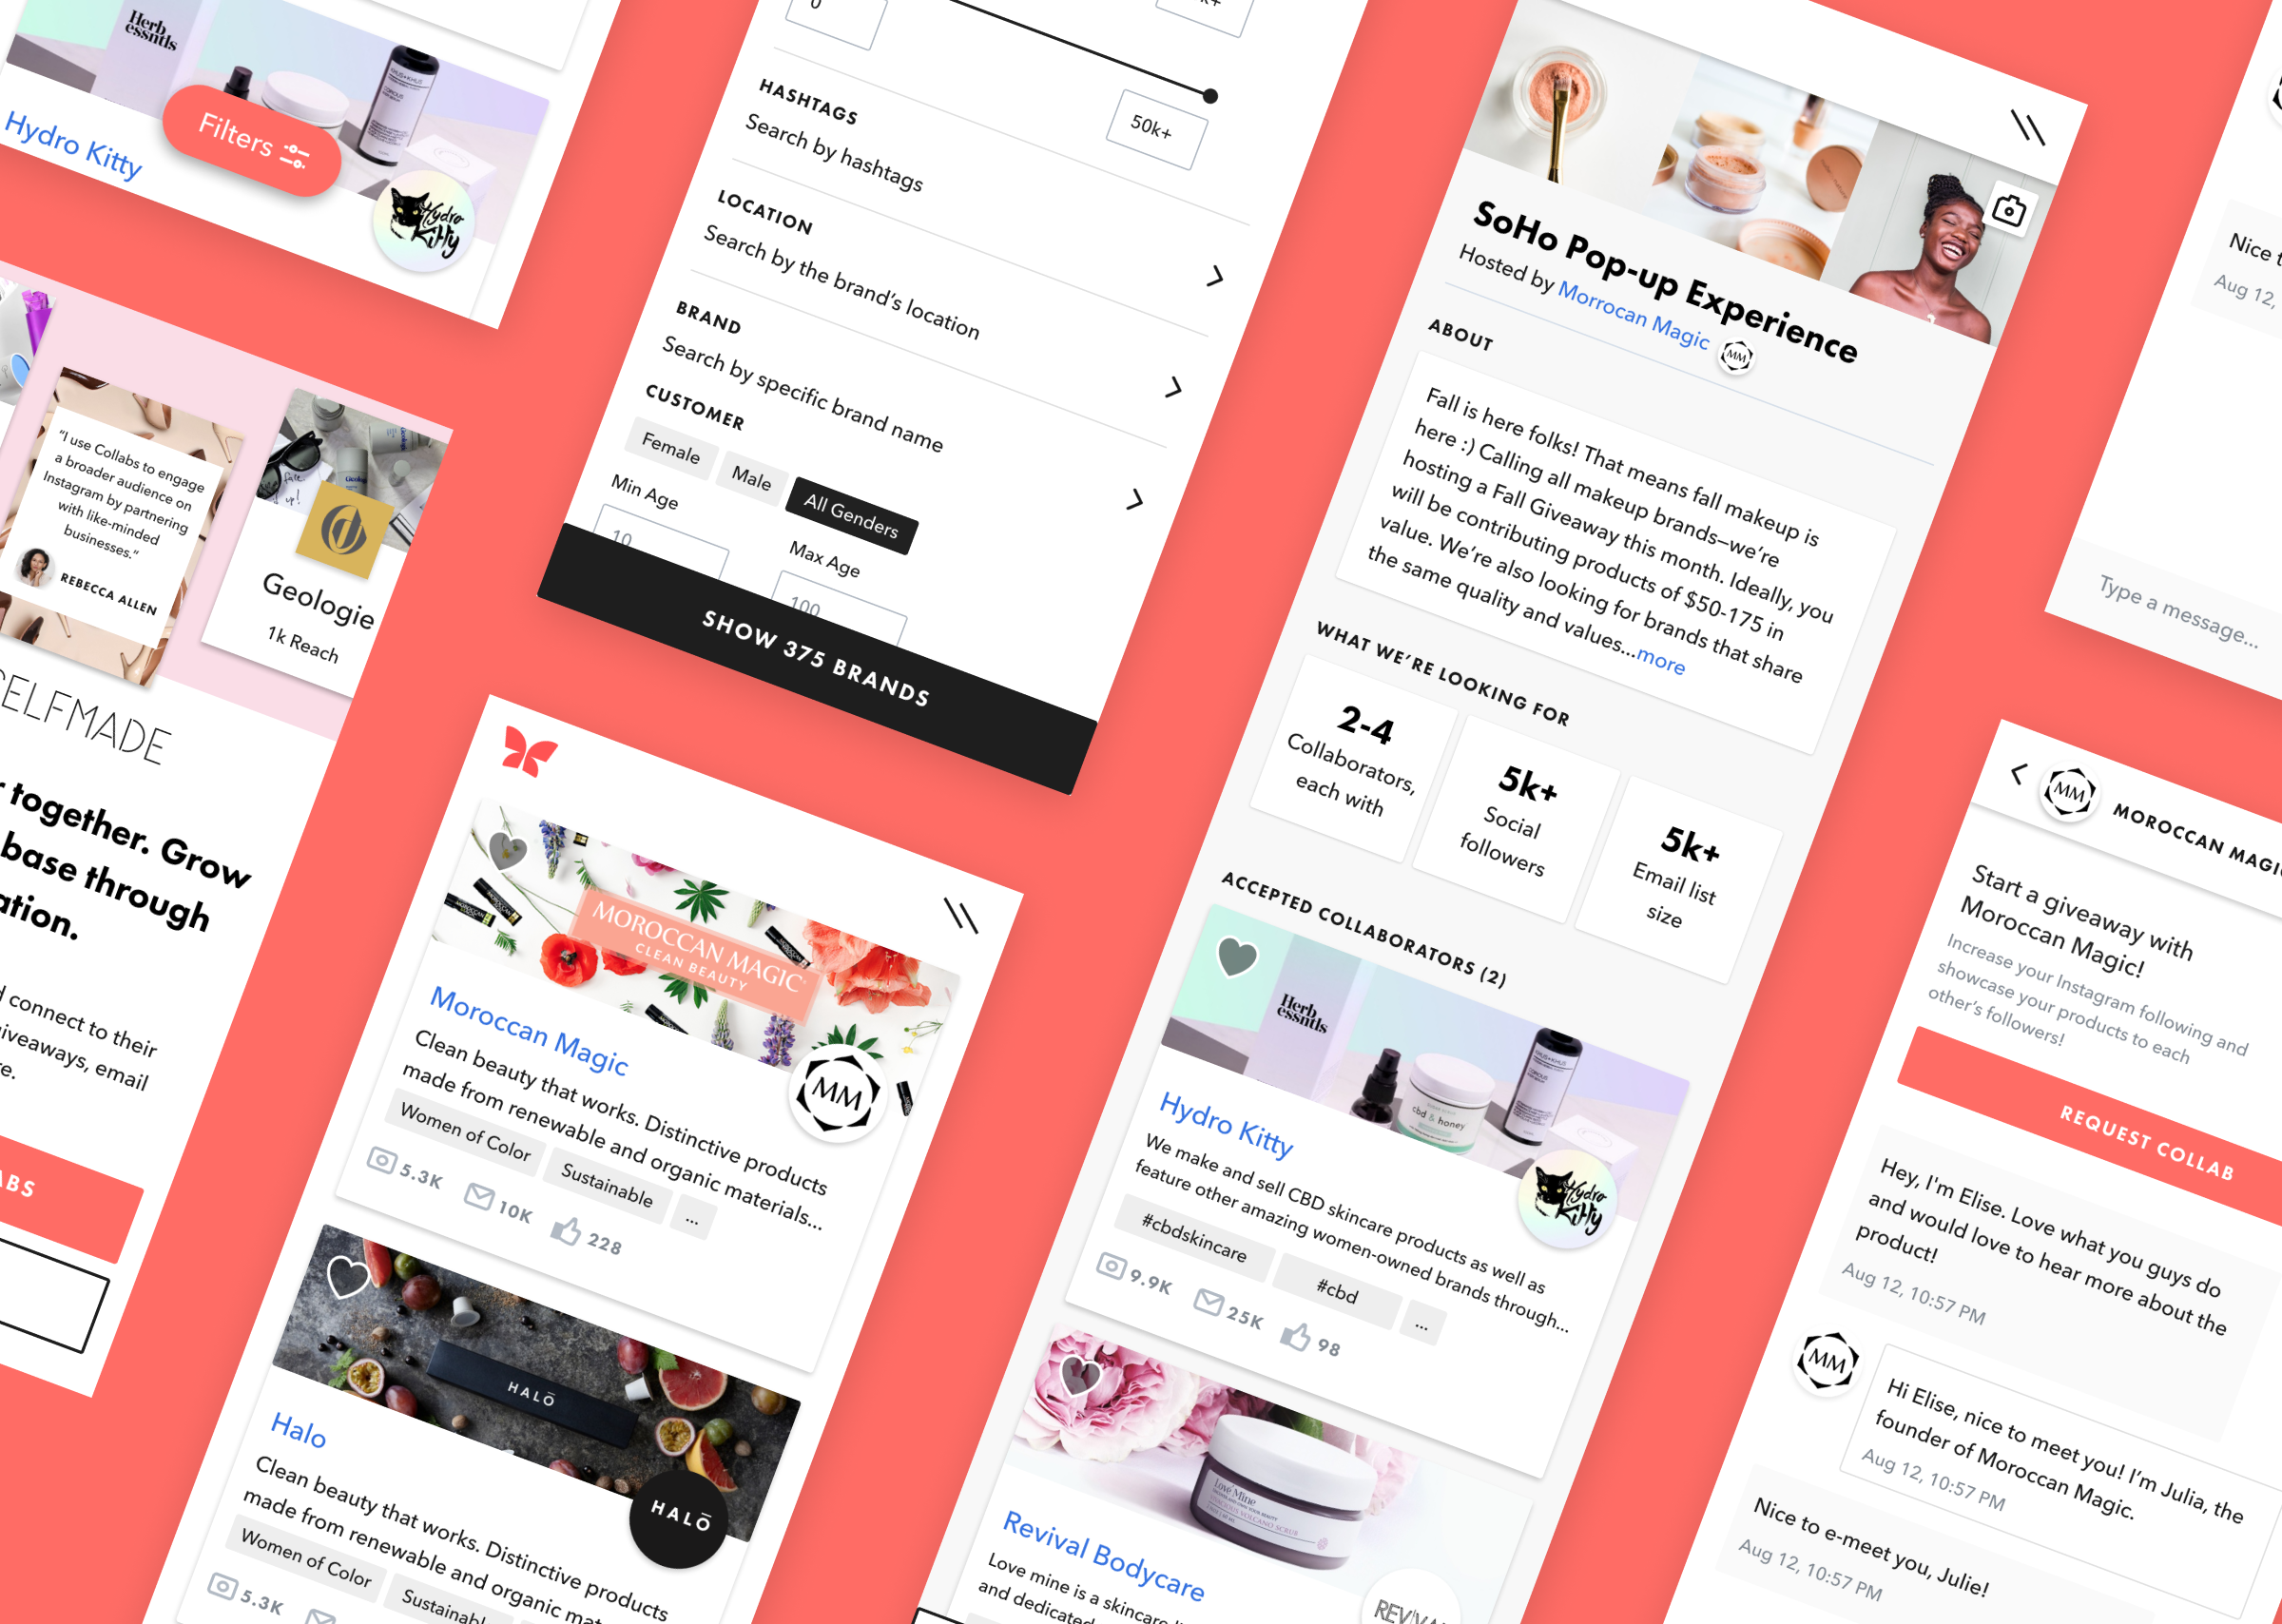 Herb
essntls
Filters
Hydro Kitty
Hydro
Kitty
“I use Collabs to engage
a broader audience on
Instagram by partnering
with like-minded
businesses.”
REBECCA ALLEN
Geologie
1k Reach
SELFMADE
together. Grow
base through
connect to their
email
0
50k+
HASHTAGS
Search by hashtags
LOCATION
Search by the brand’s location
BRAND
Search by specific brand name
CUSTOMER
Female
Male
All Genders
Min Age
Max Age
10
100
SHOW 375 BRANDS
MOROCCAN MAGIC
CLEAN BEAUTY
Moroccan Magic
MM
Clean beauty that works. Distinctive products
made from renewable and organic materials...
Women of Color
Sustainable
...
5.3K
10K
228
HALŌ
Halo
HALŌ
Clean beauty that works. Distinctive products
made from renewable and organic
Women of Color
5.3K
SoHo Pop-up Experience
Hosted by Morrocan Magic
MM
ABOUT
Fall is here folks! That means fall makeup is
here :) Calling all makeup brands—we’re
hosting a Fall Giveaway this month. Ideally, you
will be contributing products of $50-175 in
value. We’re also looking for brands that share
the same quality and values...more
WHAT WE’RE LOOKING FOR
2-4
Collaborators,
each with
5k+
Social
followers
5k+
Email list
size
ACCEPTED COLLABORATORS (2)
Herb
essntls
cbd & honey
Hydro Kitty
Hydro
Kitty
We make and sell CBD skincare products as well as
feature other amazing women-owned brands through...
#cbdskincare
#cbd
...
9.9K
25K
98
Love Mine
Revival Bodycare
Love mine is a skincare
and dedicated
Nice
Aug 12,
Type a message...
MM
MOROCCAN
Start a giveaway with
Moroccan Magic!
Increase your Instagram following and
showcase your products to each
other’s followers!
REQUEST COLLAB
Hey, I'm Elise. Love what you guys do
and would love to hear more about the
product!
Aug 12, 10:57 PM
MM
Hi Elise, nice to meet you! I’m Julia, the
founder of Moroccan Magic.
Aug 12, 10:57 PM
Nice to e-meet you, Julie!
Aug 12, 10:57 PM